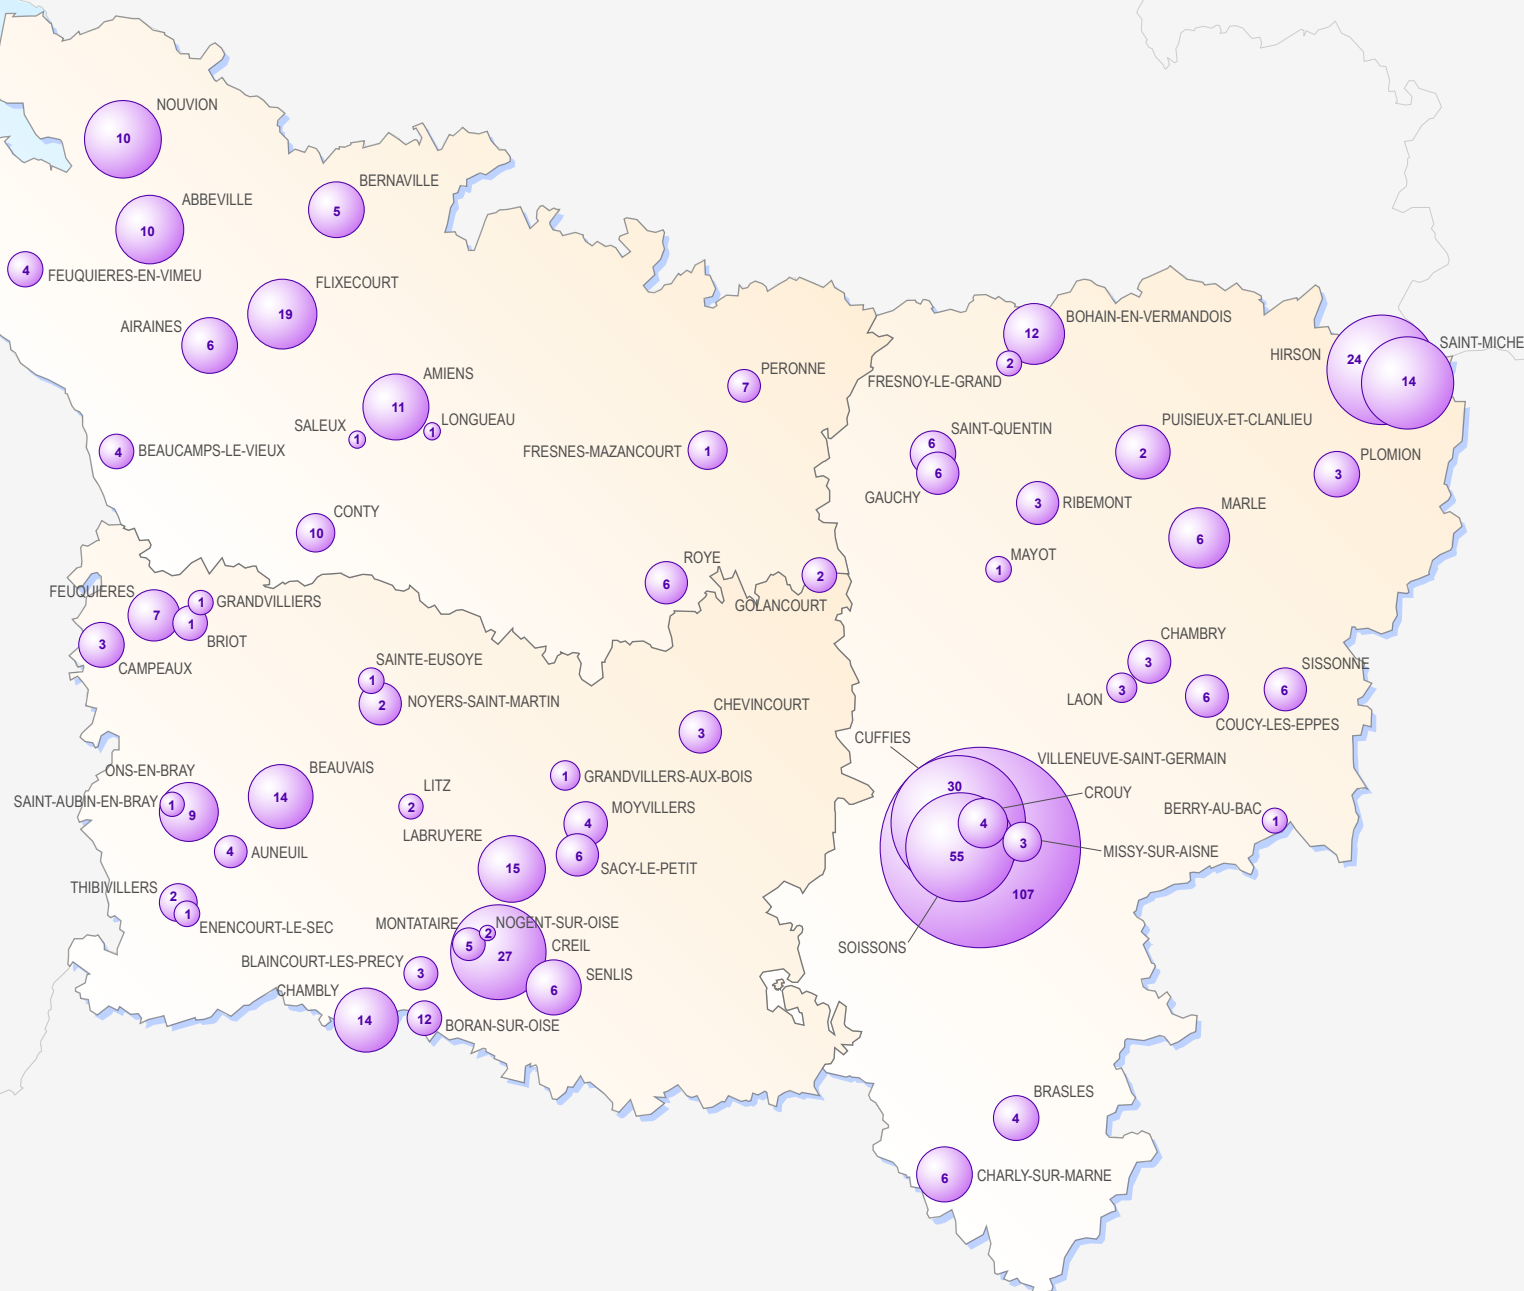 NOUVION
10
ABBEVILLE
10
BERNAVILLE
5
4
FEUQUIERES-EN-VIMEU
FLIXECOURT
19
AIRAINES
6
AMIENS
11
SALEUX
1
LONGUEAU
1
PERONNE
7
FRESNES-MAZANCOURT
1
4
BEAUCAMPS-LE-VIEUX
CONTY
10
ROYE
6
2
GOLANCOURT
BOHAIN-EN-VERMANDOIS
12
2
FRESNOY-LE-GRAND
HIRSON
24
SAINT-MICHE
14
SAINT-QUENTIN
6
6
GAUCHY
PUISIEUX-ET-CLANLIEU
2
PLOMION
3
3
RIBEMONT
MARLE
6
MAYOT
1
FEUQUIERES
7
1
GRANDVILLIERS
1
BRIOT
3
CAMPEAUX
SAINTE-EUSOYE
1
2
NOYERS-SAINT-MARTIN
CHEVINCOURT
3
CHAMBRY
3
LAON
3
6
COUCY-LES-EPPES
SISSONNE
6
CUFFIES
VILLENEUVE-SAINT-GERMAIN
30
CROUY
4
3
MISSY-SUR-AISNE
55
107
SOISSONS
BERRY-AU-BAC
1
ONS-EN-BRAY
SAINT-AUBIN-EN-BRAY
1
9
BEAUVAIS
14
LITZ
2
1
GRANDVILLERS-AUX-BOIS
MOYVILLERS
4
LABRUYERE
15
6
SACY-LE-PETIT
4
AUNEUIL
THIBIVILLERS
2
1
ENENCOURT-LE-SEC
MONTATAIRE
5
2
NOGENT-SUR-OISE
CREIL
27
BLAINCOURT-LES-PRECY
3
SENLIS
6
CHAMBLY
14
12
BORAN-SUR-OISE
BRASLES
4
6
CHARLY-SUR-MARNE